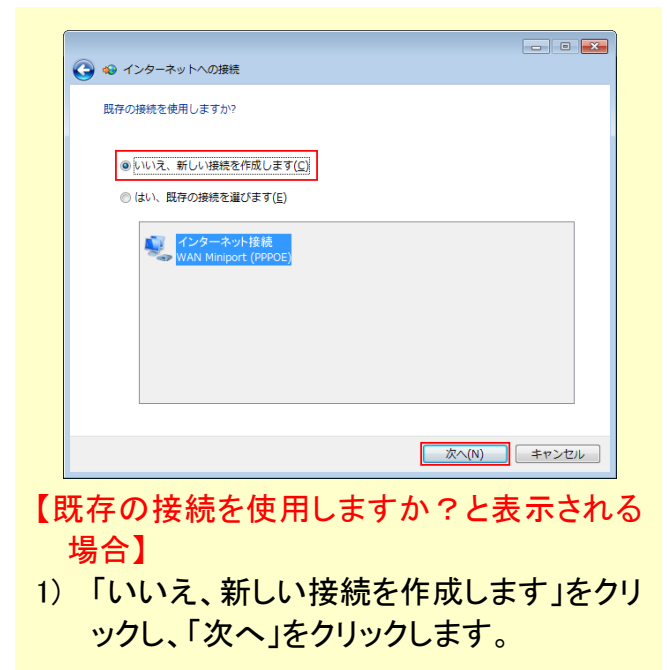 インターネットへの接続
既存の接続を使用しますか?
いいえ、新しい接続を作成します(C)
はい、既存の接続を選びます(E)
インターネット接続
WAN Miniport (PPPOE)
次へ(N)
キャンセル
【既存の接続を使用しますか？と表示される
場合】
1) 「いいえ、新しい接続を作成します」をクリ
ックし、「次へ」をクリックします。